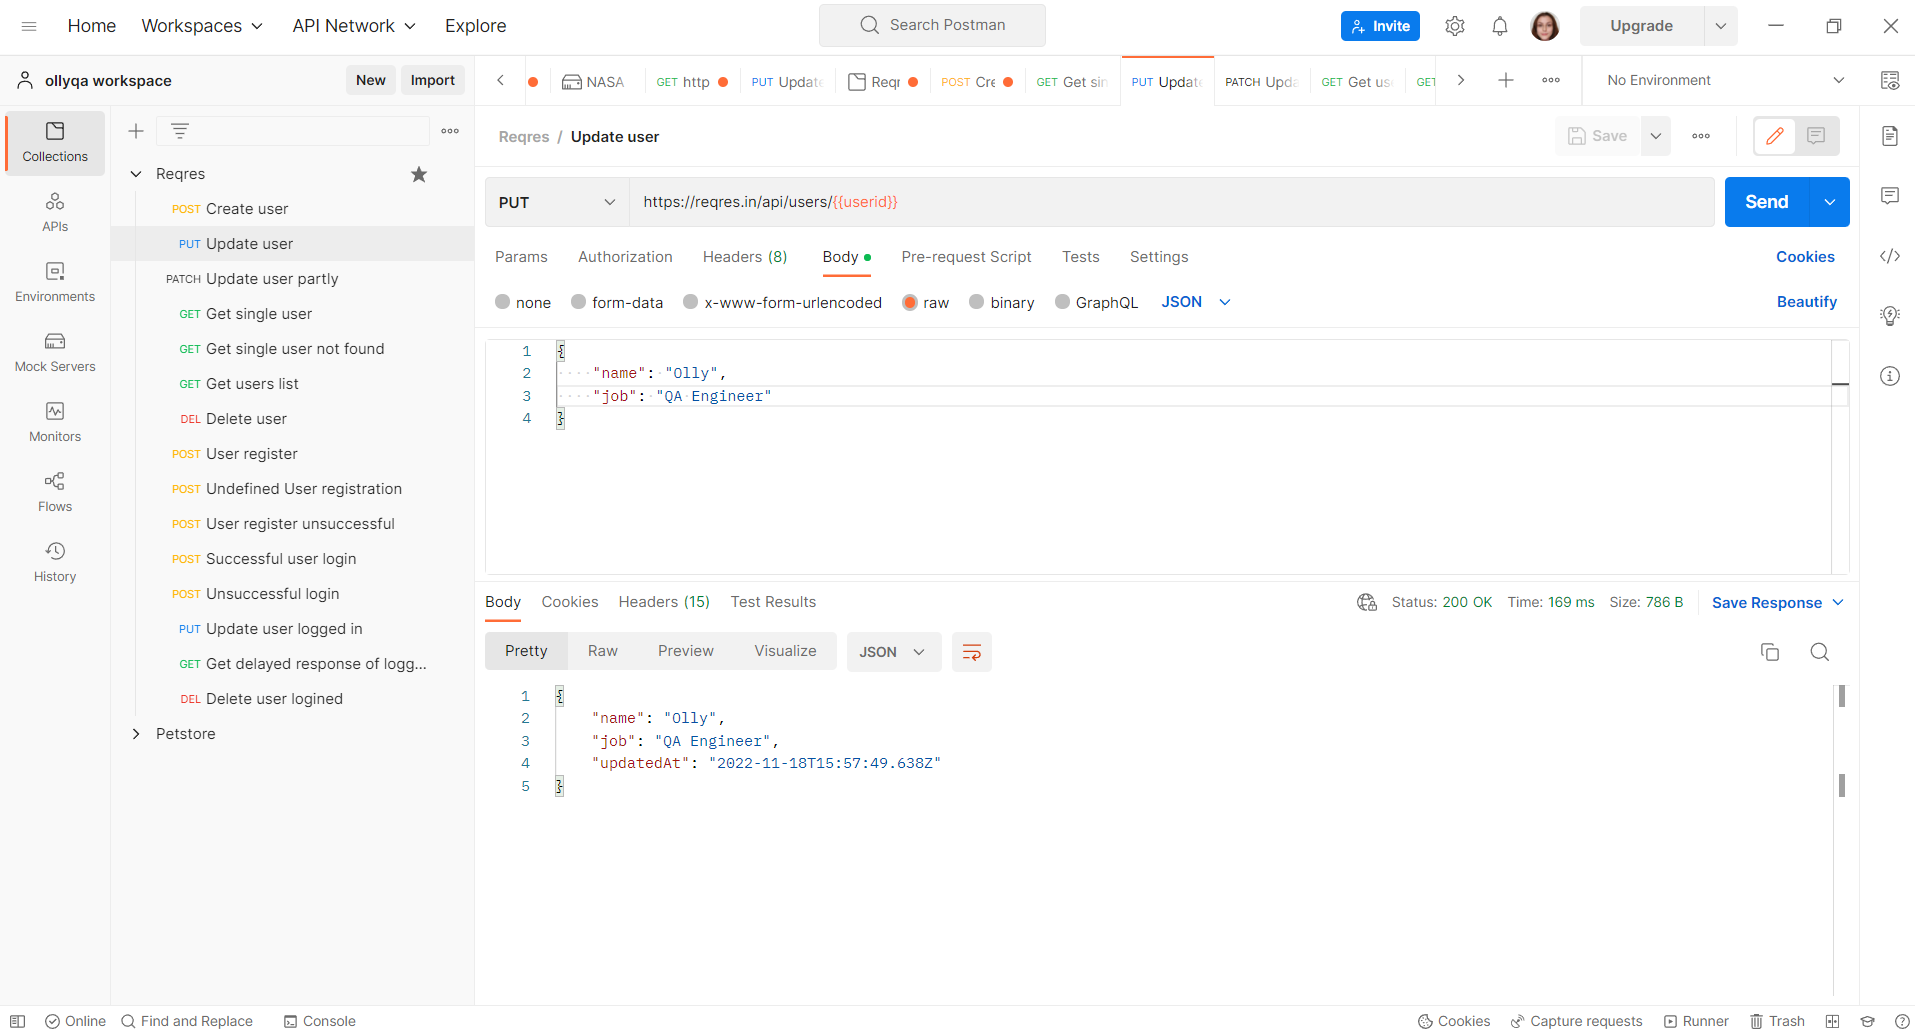 Home Workspaces API Network Explore Search Postman Invite Upgrade
ollyqa workspace New Import
NASA GET http PUT Update Reqr POST Cre GET Get sin PUT Update PATCH Upda GET Get us GET No Environment
Collections
APIs
Environments
Mock Servers
Monitors
Flows
History
Reqres
POST Create user
PUT Update user
PATCH Update user partly
GET Get single user
GET Get single user not found
GET Get users list
DEL Delete user
POST User register
POST Undefined User registration
POST User register unsuccessful
POST Successful user login
POST Unsuccessful login
PUT Update user logged in
GET Get delayed response of logg...
DEL Delete user logined
Petstore
Reqres / Update user Save
PUT https://reqres.in/api/users/{{userid}} Send
Params Authorization Headers (8) Body Pre-request Script Tests Settings Cookies
none form-data x-www-form-urlencoded raw binary GraphQL JSON Beautify
1 {
2 "name": "Olly",
3 "job": "QA Engineer"
4 }
Body Cookies Headers (15) Test Results Status: 200 OK Time: 169 ms Size: 786 B Save Response
Pretty Raw Preview Visualize JSON
1 {
2 "name": "Olly",
3 "job": "QA Engineer",
4 "updatedAt": "2022-11-18T15:57:49.638Z"
5 }
Online Find and Replace Console Cookies Capture requests Runner Trash